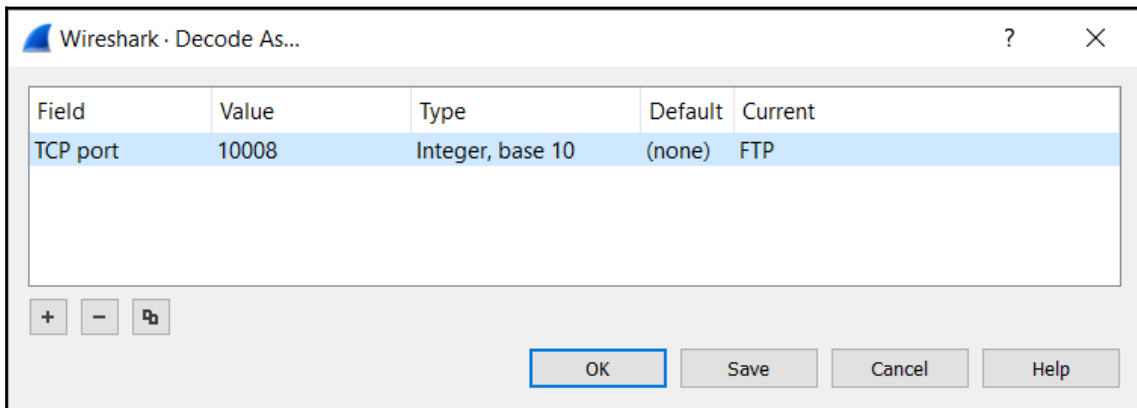 Wireshark · Decode As...
? ×
Field Value Type Default Current
TCP port 10008 Integer, base 10 (none) FTP
+ −
OK Save Cancel Help